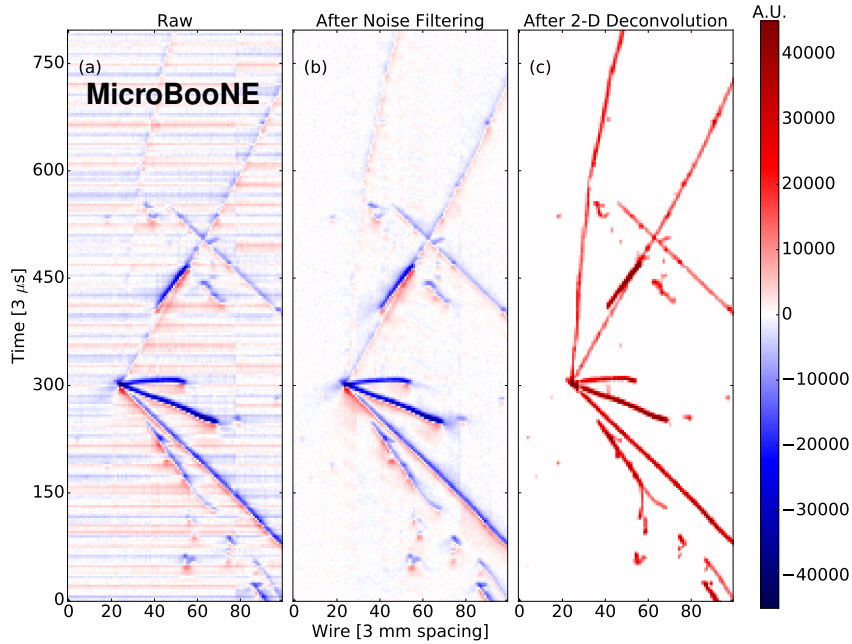 Raw
After Noise Filtering
After 2-D Deconvolution
A.U.
(a)
MicroBooNE
(b)
(c)
Time [3 μs]
750
600
450
300
150
0
0 20 40 60 80
0 20 40 60 80 100
0 20 40 60 80
Wire [3 mm spacing]
40000
30000
20000
10000
0
−10000
−20000
−30000
−40000